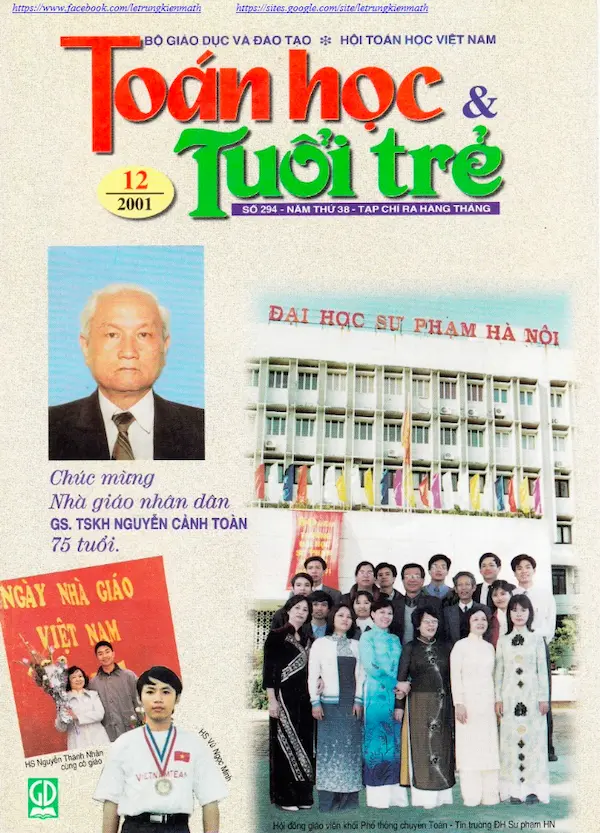 https://www.facebook.com/letrungkienmath
https://sites.google.com/site/letrungkienmath
BỘ GIÁO DỤC VÀ ĐÀO TẠO * HỘI TOÁN HỌC VIỆT NAM
Toán học &
Tuổi trẻ
12
2001
SỐ 294 - NĂM THỨ 38 - TẠP CHÍ RA HÀNG THÁNG
ĐẠI HỌC SƯ PHẠM HÀ NỘI
Chúc mừng
Nhà giáo nhân dân
GS. TSKH NGUYỄN CẢNH TOÀN
75 tuổi.
NGÀY NHÀ GIÁO
VIỆT NAM
VIETNAM TEAM
HS Nguyễn Thành Nhân
cùng cô giáo
HS Vũ Ngọc Minh
GD
Hội đồng giáo viên khối Phổ thông chuyên Toán - Tin trường ĐH Sư phạm HN